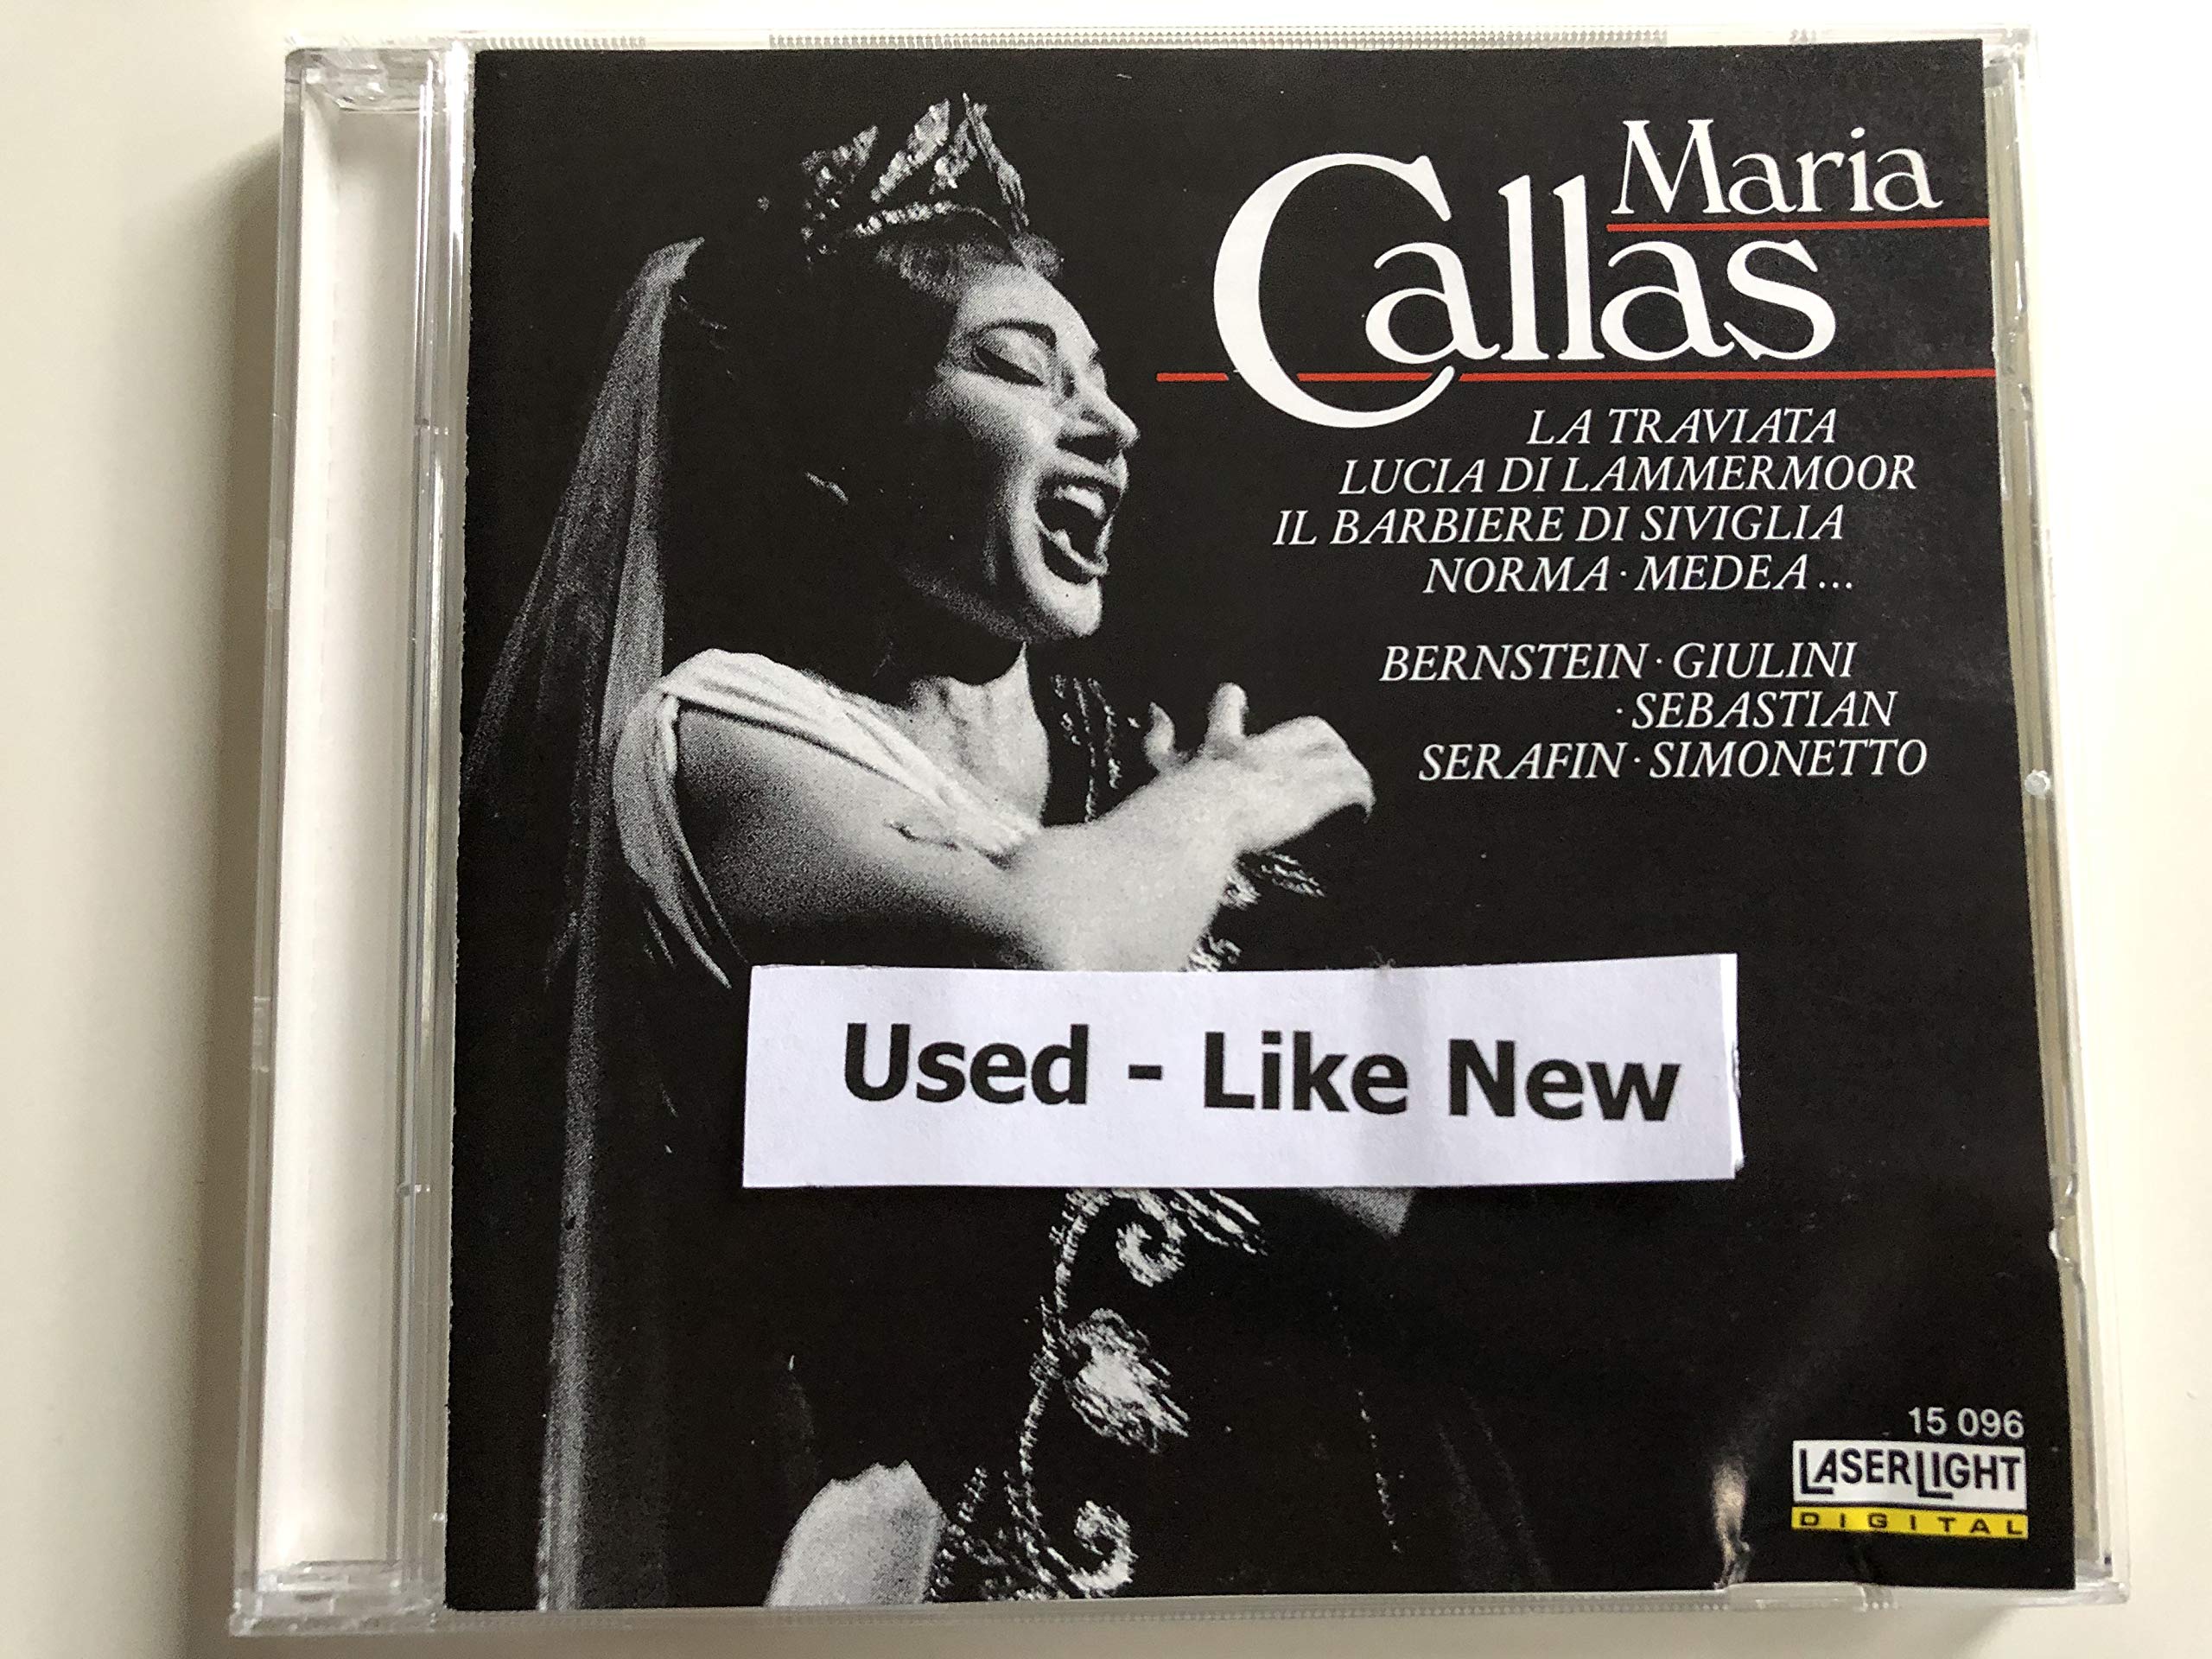 Maria
Callas
LA TRAVIATA
LUCIA DI LAMMERMOOR
IL BARBIERE DI SIVIGLIA
NORMA · MEDEA...
BERNSTEIN · GIULINI
· SEBASTIAN
SERAFIN · SIMONETTO
Used - Like New
15 096
LASERLIGHT
DIGITAL